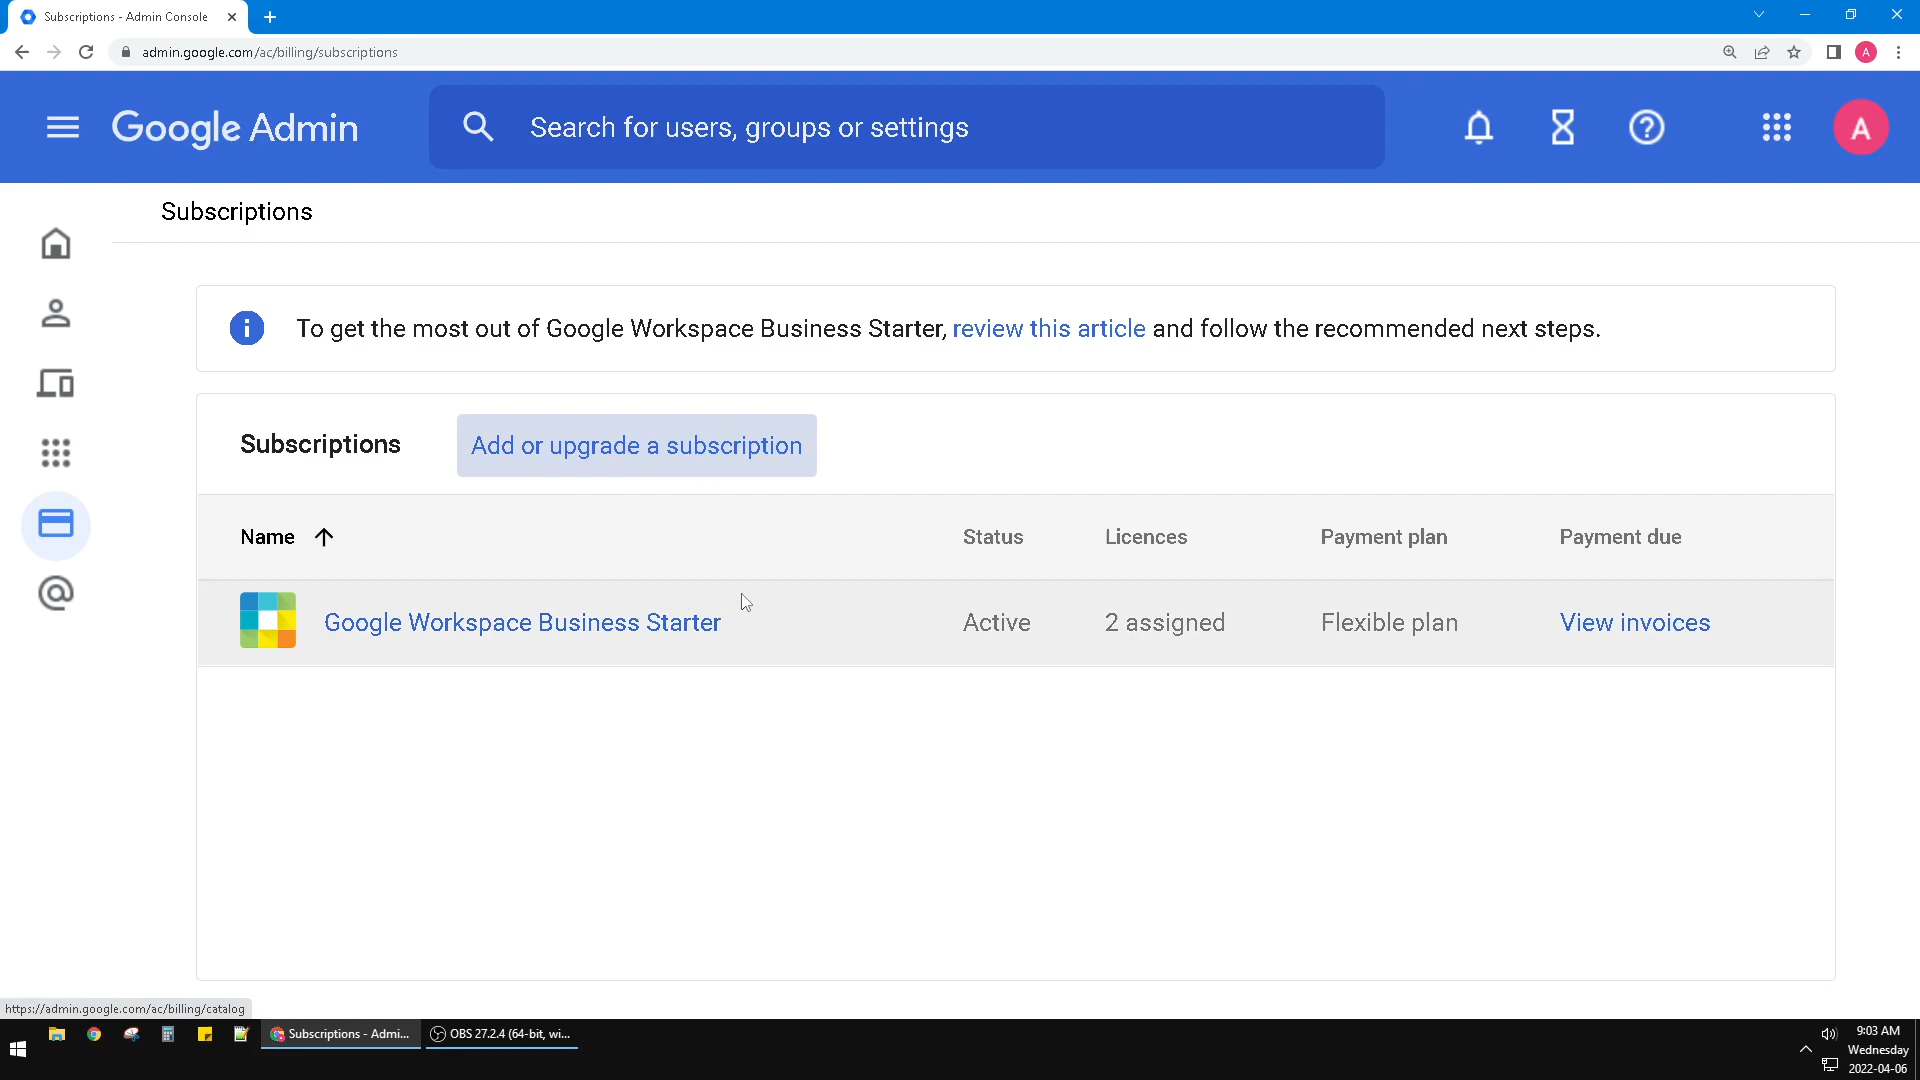 Subscriptions - Admin Console
admin.google.com/ac/billing/subscriptions
A
Google Admin
Search for users, groups or settings
A
Subscriptions
To get the most out of Google Workspace Business Starter, review this article and follow the recommended next steps.
Subscriptions
Add or upgrade a subscription
Name
Status
Licences
Payment plan
Payment due
Google Workspace Business Starter
Active
2 assigned
Flexible plan
View invoices
https://admin.google.com/ac/billing/catalog
Subscriptions - Admi...
OBS 27.2.4 (64-bit, wi...
9:03 AM
Wednesday
2022-04-06